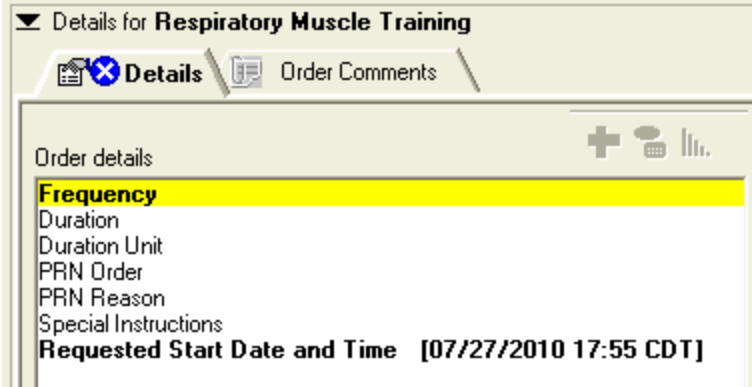 Details for Respiratory Muscle Training
Details Order Comments
Order details
Frequency
Duration
Duration Unit
PRN Order
PRN Reason
Special Instructions
Requested Start Date and Time [07/27/2010 17:55 CDT]